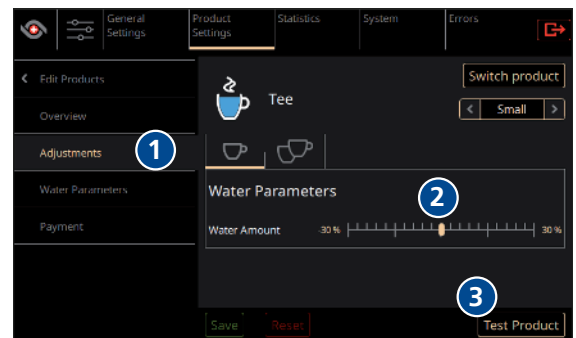 General
Settings
Product
Settings
Statistics
System
Errors
Edit Products
Overview
Adjustments
1
Water Parameters
Payment
Tee
Switch product
< Small >
Water Parameters
2
Water Amount -30 % 30 %
3
Save Reset Test Product